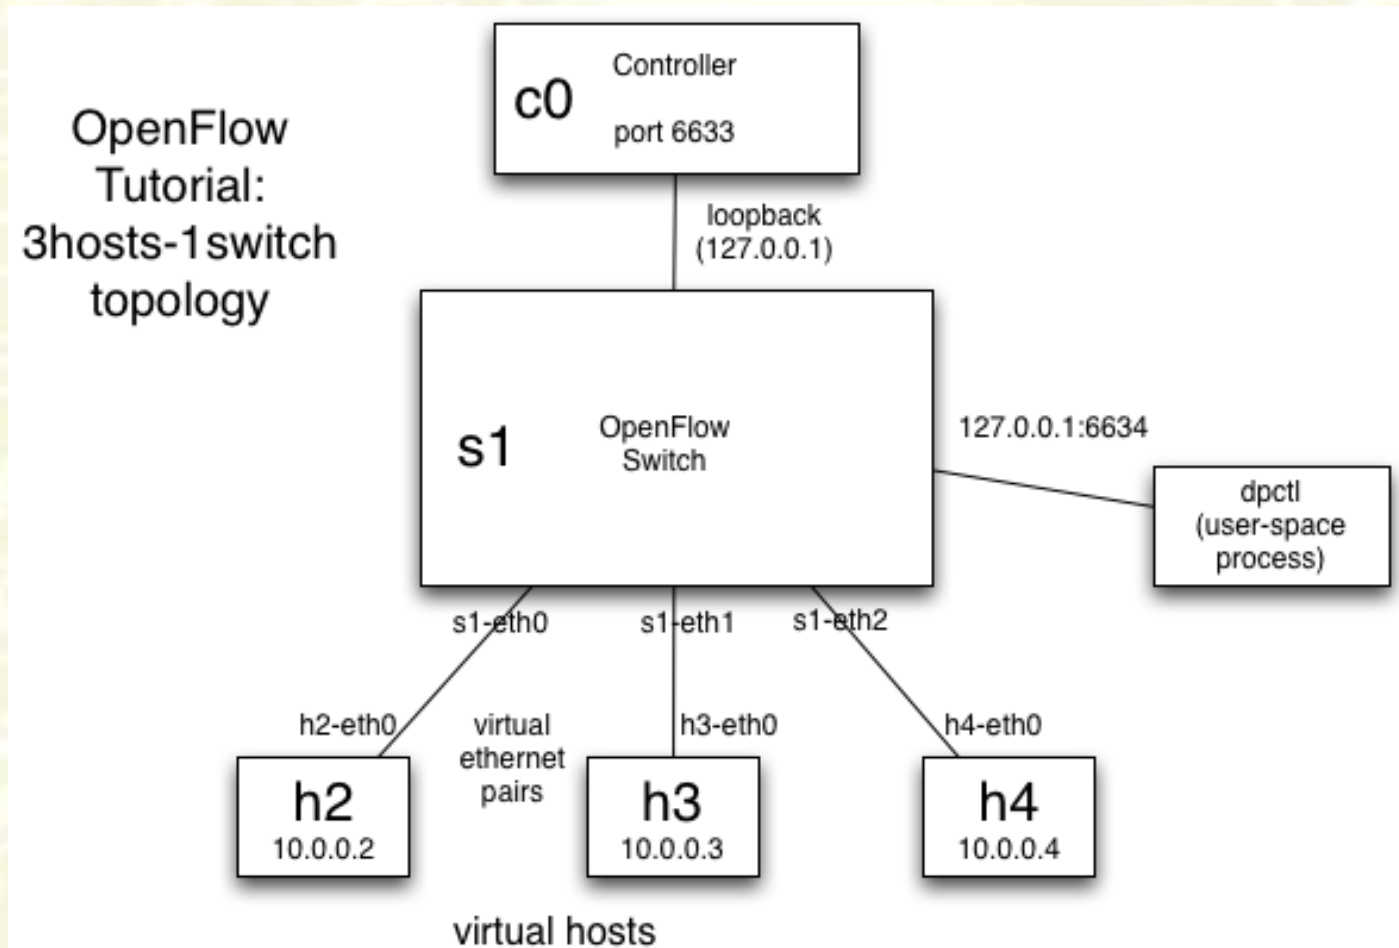 OpenFlow
Tutorial:
3hosts-1switch
topology
c0
Controller
port 6633
loopback
(127.0.0.1)
s1
OpenFlow
Switch
127.0.0.1:6634
dpctl
(user-space
process)
s1-eth0
s1-eth1
s1-eth2
h2-eth0
virtual
ethernet
pairs
h3-eth0
h4-eth0
h2
10.0.0.2
h3
10.0.0.3
h4
10.0.0.4
virtual hosts